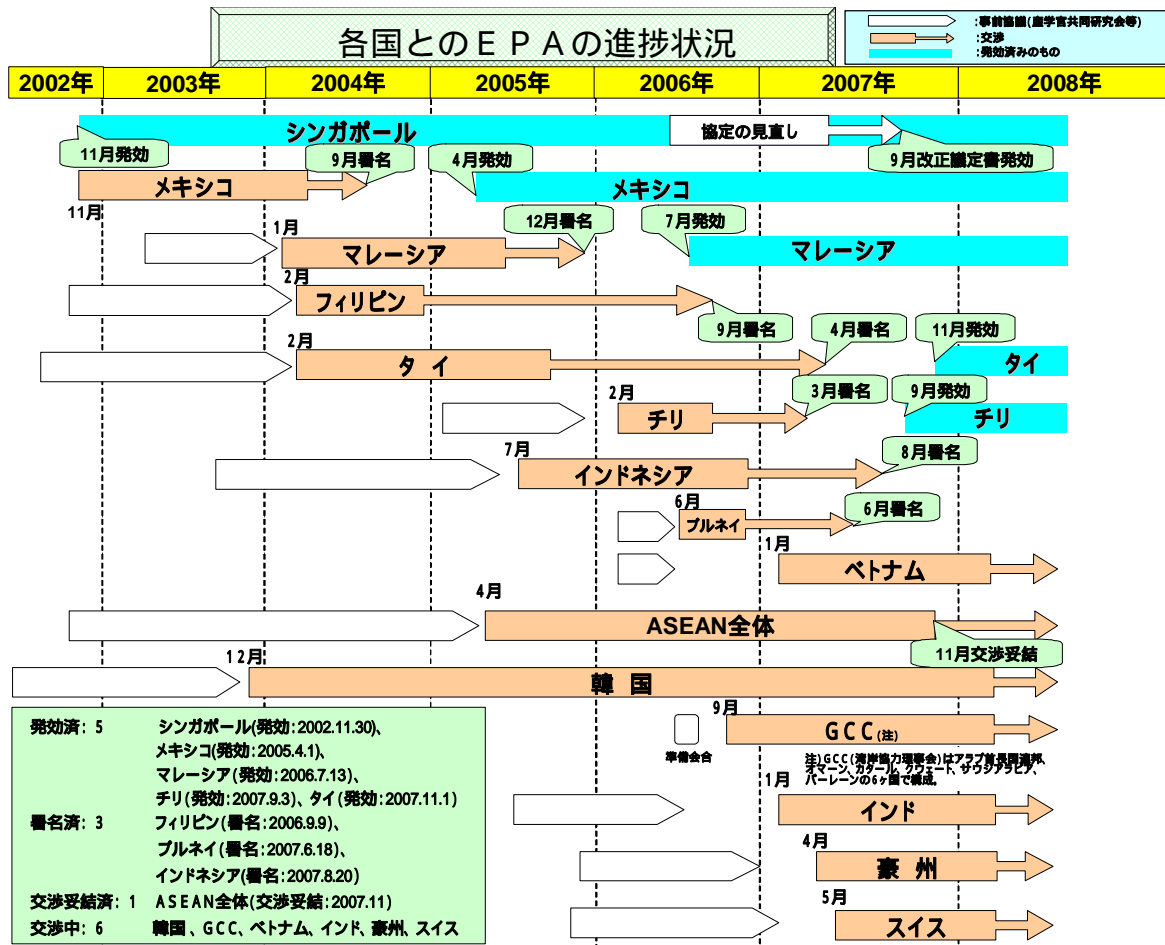 各国とのＥＰＡの進捗状況
:事前協議(産学官共同研究会等)
:交渉
:発効済みのもの
2002年 2003年 2004年 2005年 2006年 2007年 2008年
シンガポール
協定の見直し
11月発効
9月署名
4月発効
9月改正議定書発効
メキシコ
メキシコ
11月
12月署名
7月発効
1月
マレーシア
マレーシア
2月
フィリピン
9月署名
4月署名
11月発効
2月
タ イ
タイ
3月署名
9月発効
2月
チリ
チリ
7月
インドネシア
8月署名
6月
ブルネイ
6月署名
1月
ベトナム
4月
ASEAN全体
11月交渉妥結
12月
韓 国
9月
準備会合
ＧＣＣ(注)
注)ＧＣＣ(湾岸協力理事会)はアラブ首長国連邦、
オマーン、カタール、クウェート、サウジアラビア、
バーレーンの6ヶ国で構成。
1月
インド
4月
豪 州
5月
スイス
発効済: 5 シンガポール(発効:2002.11.30)、
メキシコ(発効:2005.4.1)、
マレーシア(発効:2006.7.13)、
チリ(発効:2007.9.3)、タイ(発効:2007.11.1)
署名済: 3 フィリピン(署名:2006.9.9)、
ブルネイ(署名:2007.6.18)、
インドネシア(署名:2007.8.20)
交渉妥結済: 1 ASEAN全体(交渉妥結:2007.11)
交渉中: 6 韓国、ＧＣＣ、ベトナム、インド、豪州、スイス